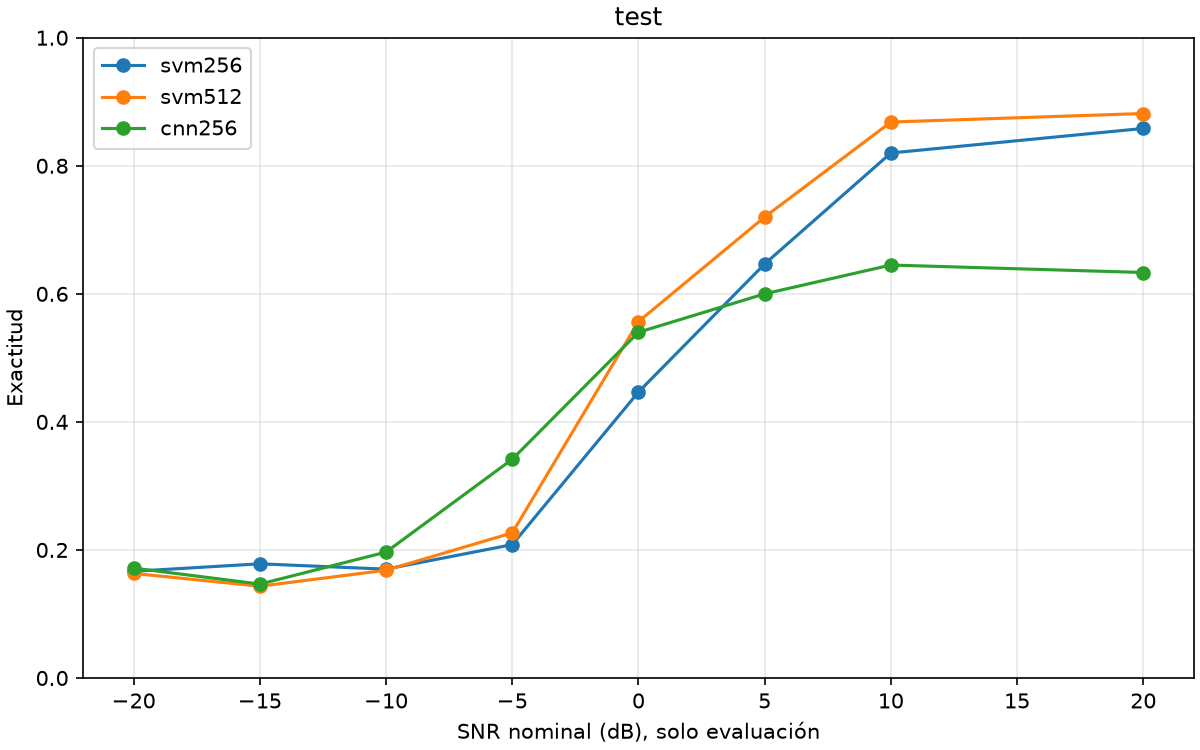 test
1.0
0.8
0.6
0.4
0.2
0.0
Exactitud
svm256
svm512
cnn256
−20 −15 −10 −5 0 5 10 15 20
SNR nominal (dB), solo evaluación